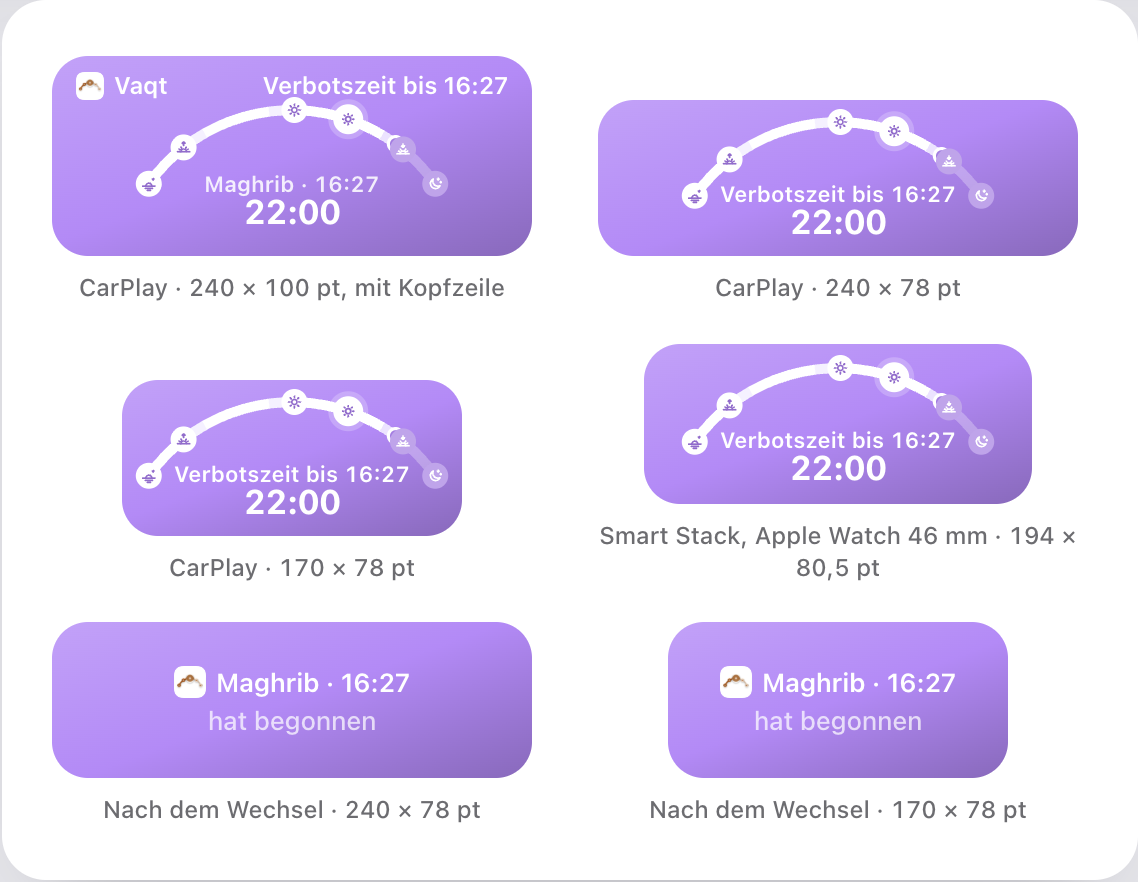 Vaqt
Verbotszeit bis 16:27
Maghrib · 16:27
22:00
CarPlay · 240 × 100 pt, mit Kopfzeile
Verbotszeit bis 16:27
22:00
CarPlay · 240 × 78 pt
Verbotszeit bis 16:27
22:00
CarPlay · 170 × 78 pt
Verbotszeit bis 16:27
22:00
Smart Stack, Apple Watch 46 mm · 194 ×
80,5 pt
Maghrib · 16:27
hat begonnen
Nach dem Wechsel · 240 × 78 pt
Maghrib · 16:27
hat begonnen
Nach dem Wechsel · 170 × 78 pt